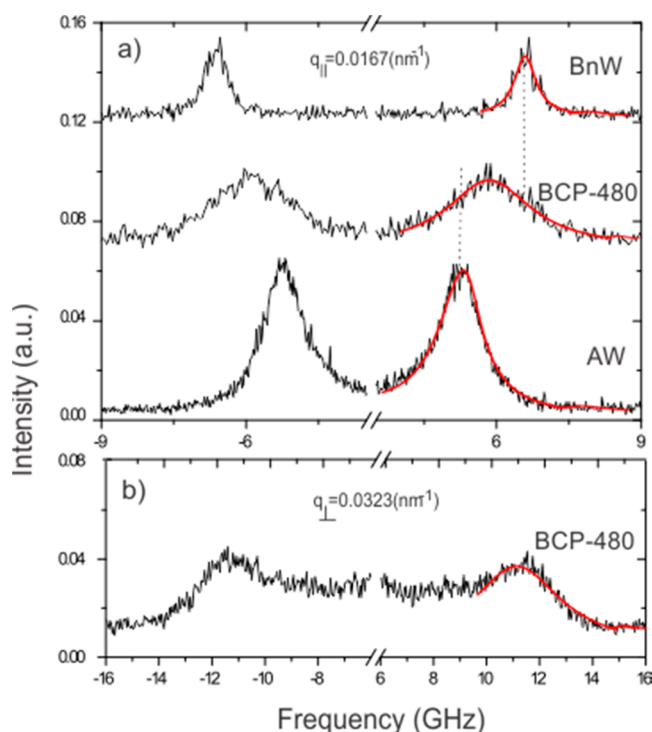 0.16
a)
q||=0.0167(nm-1)
BnW
0.12
BCP-480
0.08
0.04
AW
0.00
-9 -6 6 9
Intensity (a.u.)
0.08
b)
q⊥=0.0323(nm-1)
BCP-480
0.04
0.00
-16 -14 -12 -10 -8 6 8 10 12 14 16
Frequency (GHz)